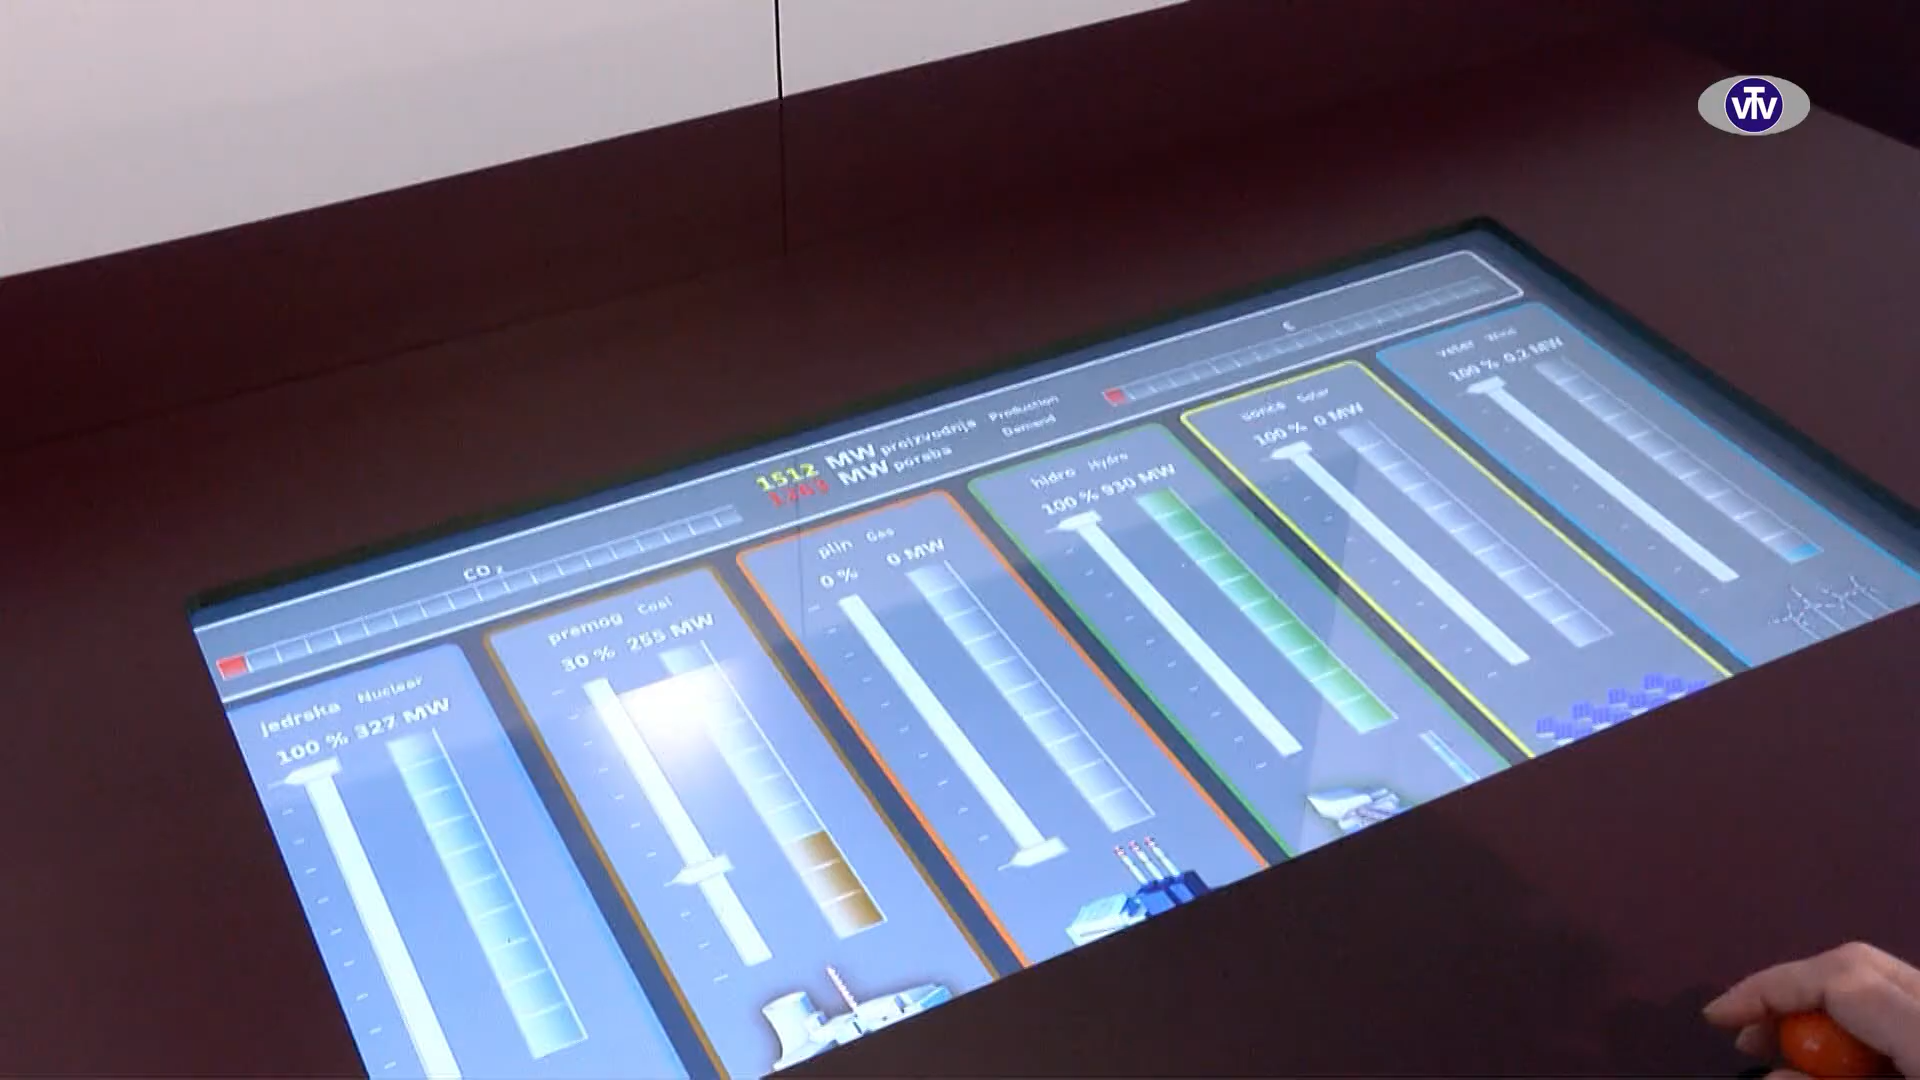 VTV
€
1512 MW proizvodnja Production
MW poraba Demand
CO₂
veter Wind
100 % 0,2 MW
sonce Solar
100 % 0 MW
hidro Hydro
100 % 930 MW
plin Gas
0 % 0 MW
premog Coal
30 % 255 MW
jedrska Nuclear
100 % 327 MW